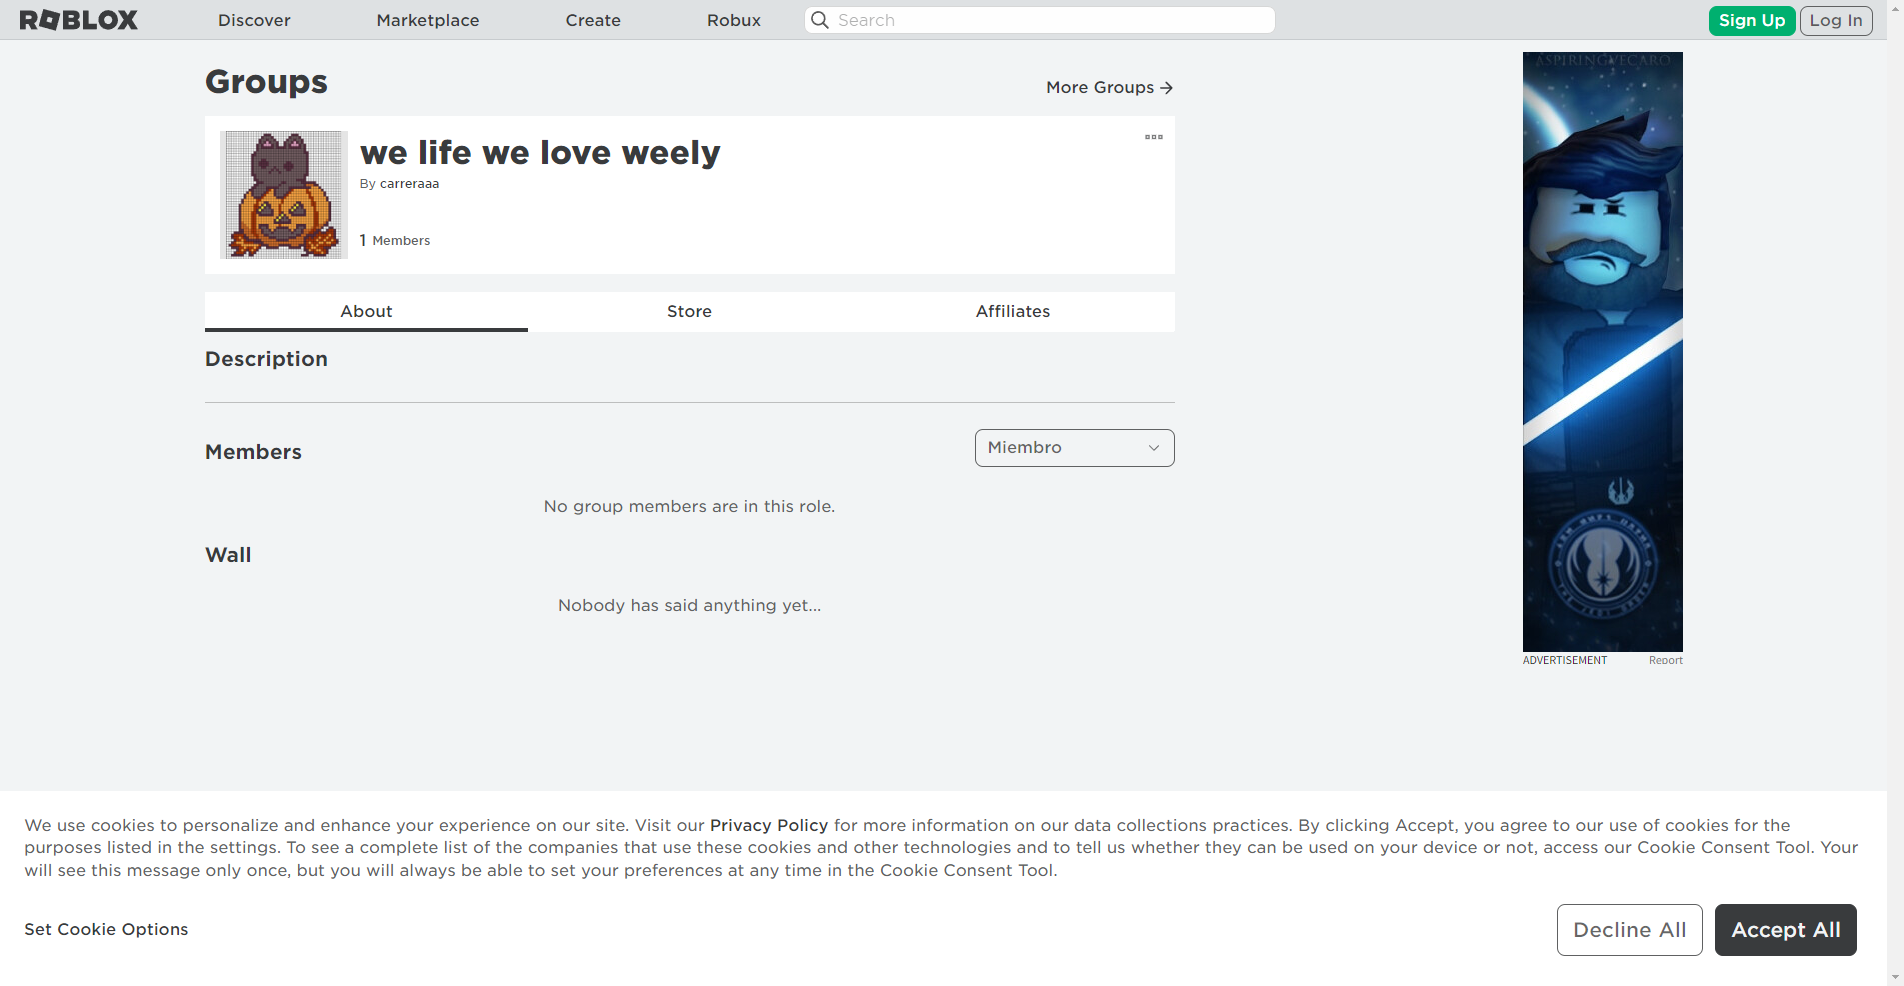 ROBLOX
Discover
Marketplace
Create
Robux
Search
Sign Up
Log In
Groups
More Groups
we life we love weely
By carreraaa
1 Members
About
Store
Affiliates
Description
Members
Miembro
No group members are in this role.
Wall
Nobody has said anything yet...
ASPIRINGVECARO
ADVERTISEMENT
Report
We use cookies to personalize and enhance your experience on our site. Visit our Privacy Policy for more information on our data collections practices. By clicking Accept, you agree to our use of cookies for the
purposes listed in the settings. To see a complete list of the companies that use these cookies and other technologies and to tell us whether they can be used on your device or not, access our Cookie Consent Tool. Your
will see this message only once, but you will always be able to set your preferences at any time in the Cookie Consent Tool.
Set Cookie Options
Decline All
Accept All